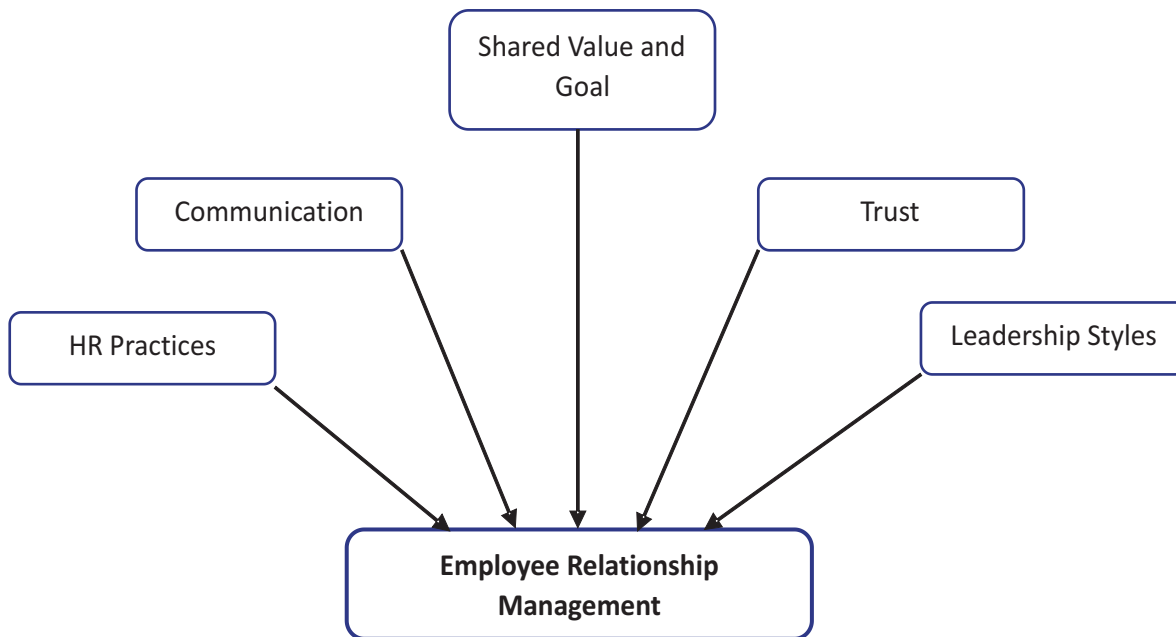 Shared Value and
Goal
Communication
Trust
HR Practices
Leadership Styles
Employee Relationship
Management